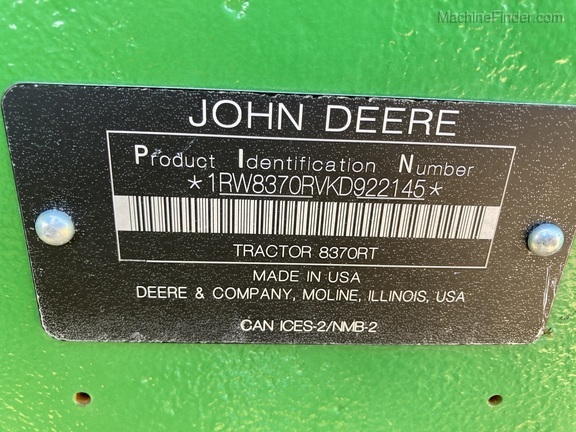 MachineFinder.com
JOHN DEERE
Product Identification Number
*1RW8370RVKD922145*
TRACTOR 8370RT
MADE IN USA
DEERE & COMPANY, MOLINE, ILLINOIS, USA
CAN ICES-2/NMB-2